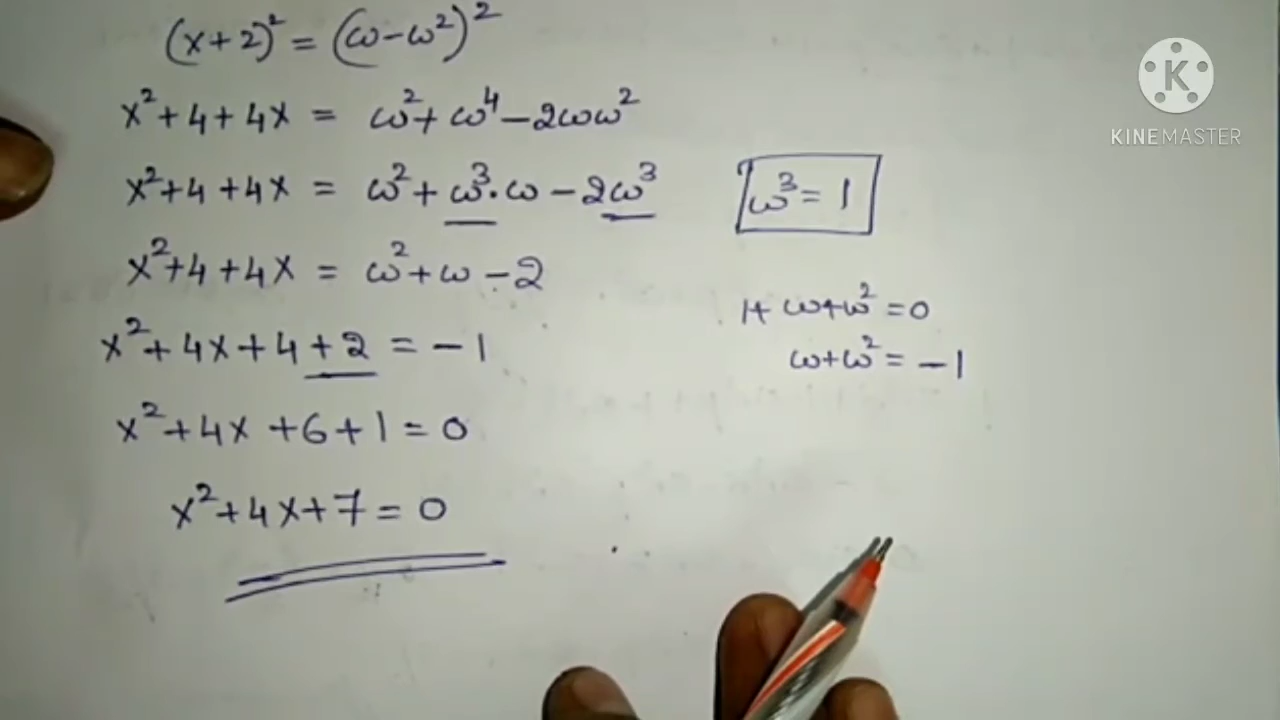 (x+2)² = (ω-ω²)²
x²+4+4x = ω²+ω⁴-2ωω²
x²+4+4x = ω²+ω³·ω-2ω³
ω³=1
x²+4+4x = ω²+ω-2
1+ω+ω²=0
x²+4x+4+2 = -1
ω+ω²=-1
x²+4x+6+1=0
x²+4x+7=0
K
KINEMASTER